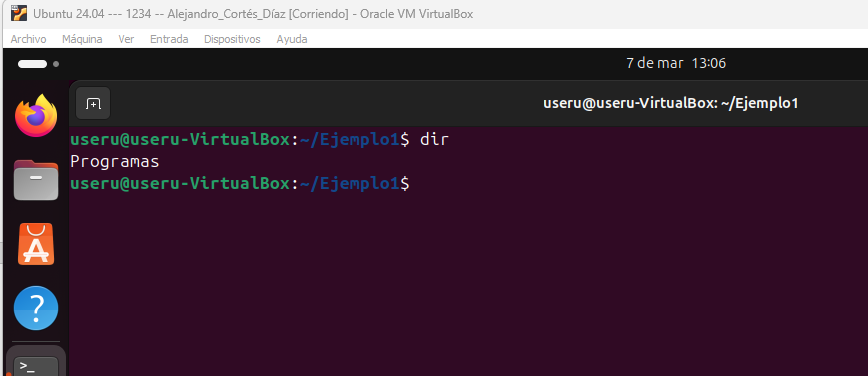 Ubuntu 24.04 --- 1234 -- Alejandro_Cortés_Díaz [Corriendo] - Oracle VM VirtualBox
Archivo Máquina Ver Entrada Dispositivos Ayuda
7 de mar 13:06
useru@useru-VirtualBox: ~/Ejemplo1
useru@useru-VirtualBox:~/Ejemplo1$ dir
Programas
useru@useru-VirtualBox:~/Ejemplo1$